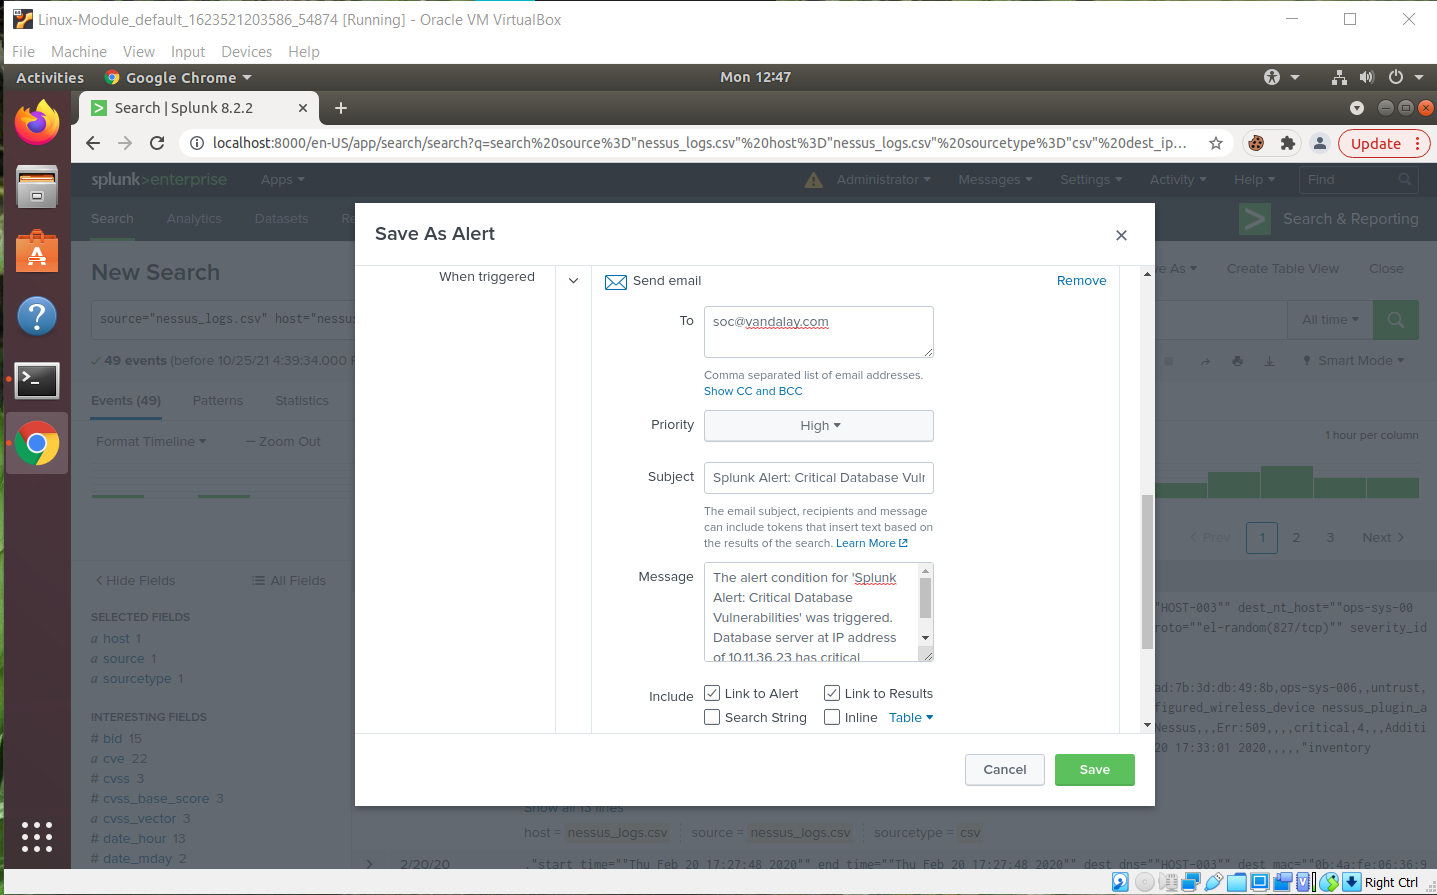 Linux-Module_default_1623521203586_54874 [Running] - Oracle VM VirtualBox
File Machine View Input Devices Help
Activities Google Chrome Mon 12:47
Search | Splunk 8.2.2
localhost:8000/en-US/app/search/search?q=search%20source%3D"nessus_logs.csv"%20host%3D"nessus_logs.csv"%20sourcetype%3D"csv"%20dest_ip... Update
splunk>enterprise Apps Administrator Messages Settings Activity Help Find
Search Analytics Datasets Re Search & Reporting
Save As Alert
New Search
ve As Create Table View Close
source="nessus_logs.csv" host="nessus
All time
49 events (before 10/25/21 4:39:34.000
Smart Mode
Events (49) Patterns Statistics
Format Timeline — Zoom Out
1 hour per column
When triggered
Send email Remove
To soc@vandalay.com
Comma separated list of email addresses.
Show CC and BCC
Priority High
Subject Splunk Alert: Critical Database Vuln
The email subject, recipients and message
can include tokens that insert text based on
the results of the search. Learn More
Message The alert condition for 'Splunk
Alert: Critical Database
Vulnerabilities' was triggered.
Database server at IP address
of 10.11.36.23 has critical
Include Link to Alert Link to Results
Search String Inline Table
Cancel Save
< Prev 1 2 3 Next >
< Hide Fields All Fields
SELECTED FIELDS
a host 1
a source 1
a sourcetype 1
INTERESTING FIELDS
# bid 15
a cve 22
# cvss 3
# cvss_base_score 3
a cvss_vector 3
# date_hour 13
# date_mday 2
"HOST-003"" dest_nt_host=""ops-sys-00
roto=""el-random(827/tcp)"" severity_id
ad:7b:3d:db:49:8b,ops-sys-006,,untrust,
figured_wireless_device nessus_plugin_a
Nessus,,,Err:509,,,,critical,4,,,Additi
20 17:33:01 2020,,,,,"inventory
Show all 13 lines
host = nessus_logs.csv source = nessus_logs.csv sourcetype = csv
2/20/20 ,"start_time=""Thu Feb 20 17:27:48 2020"" end_time=""Thu Feb 20 17:27:48 2020"" dest_dns=""HOST-003"" dest_mac=""0b:4a:fe:06:36:9
Right Ctrl